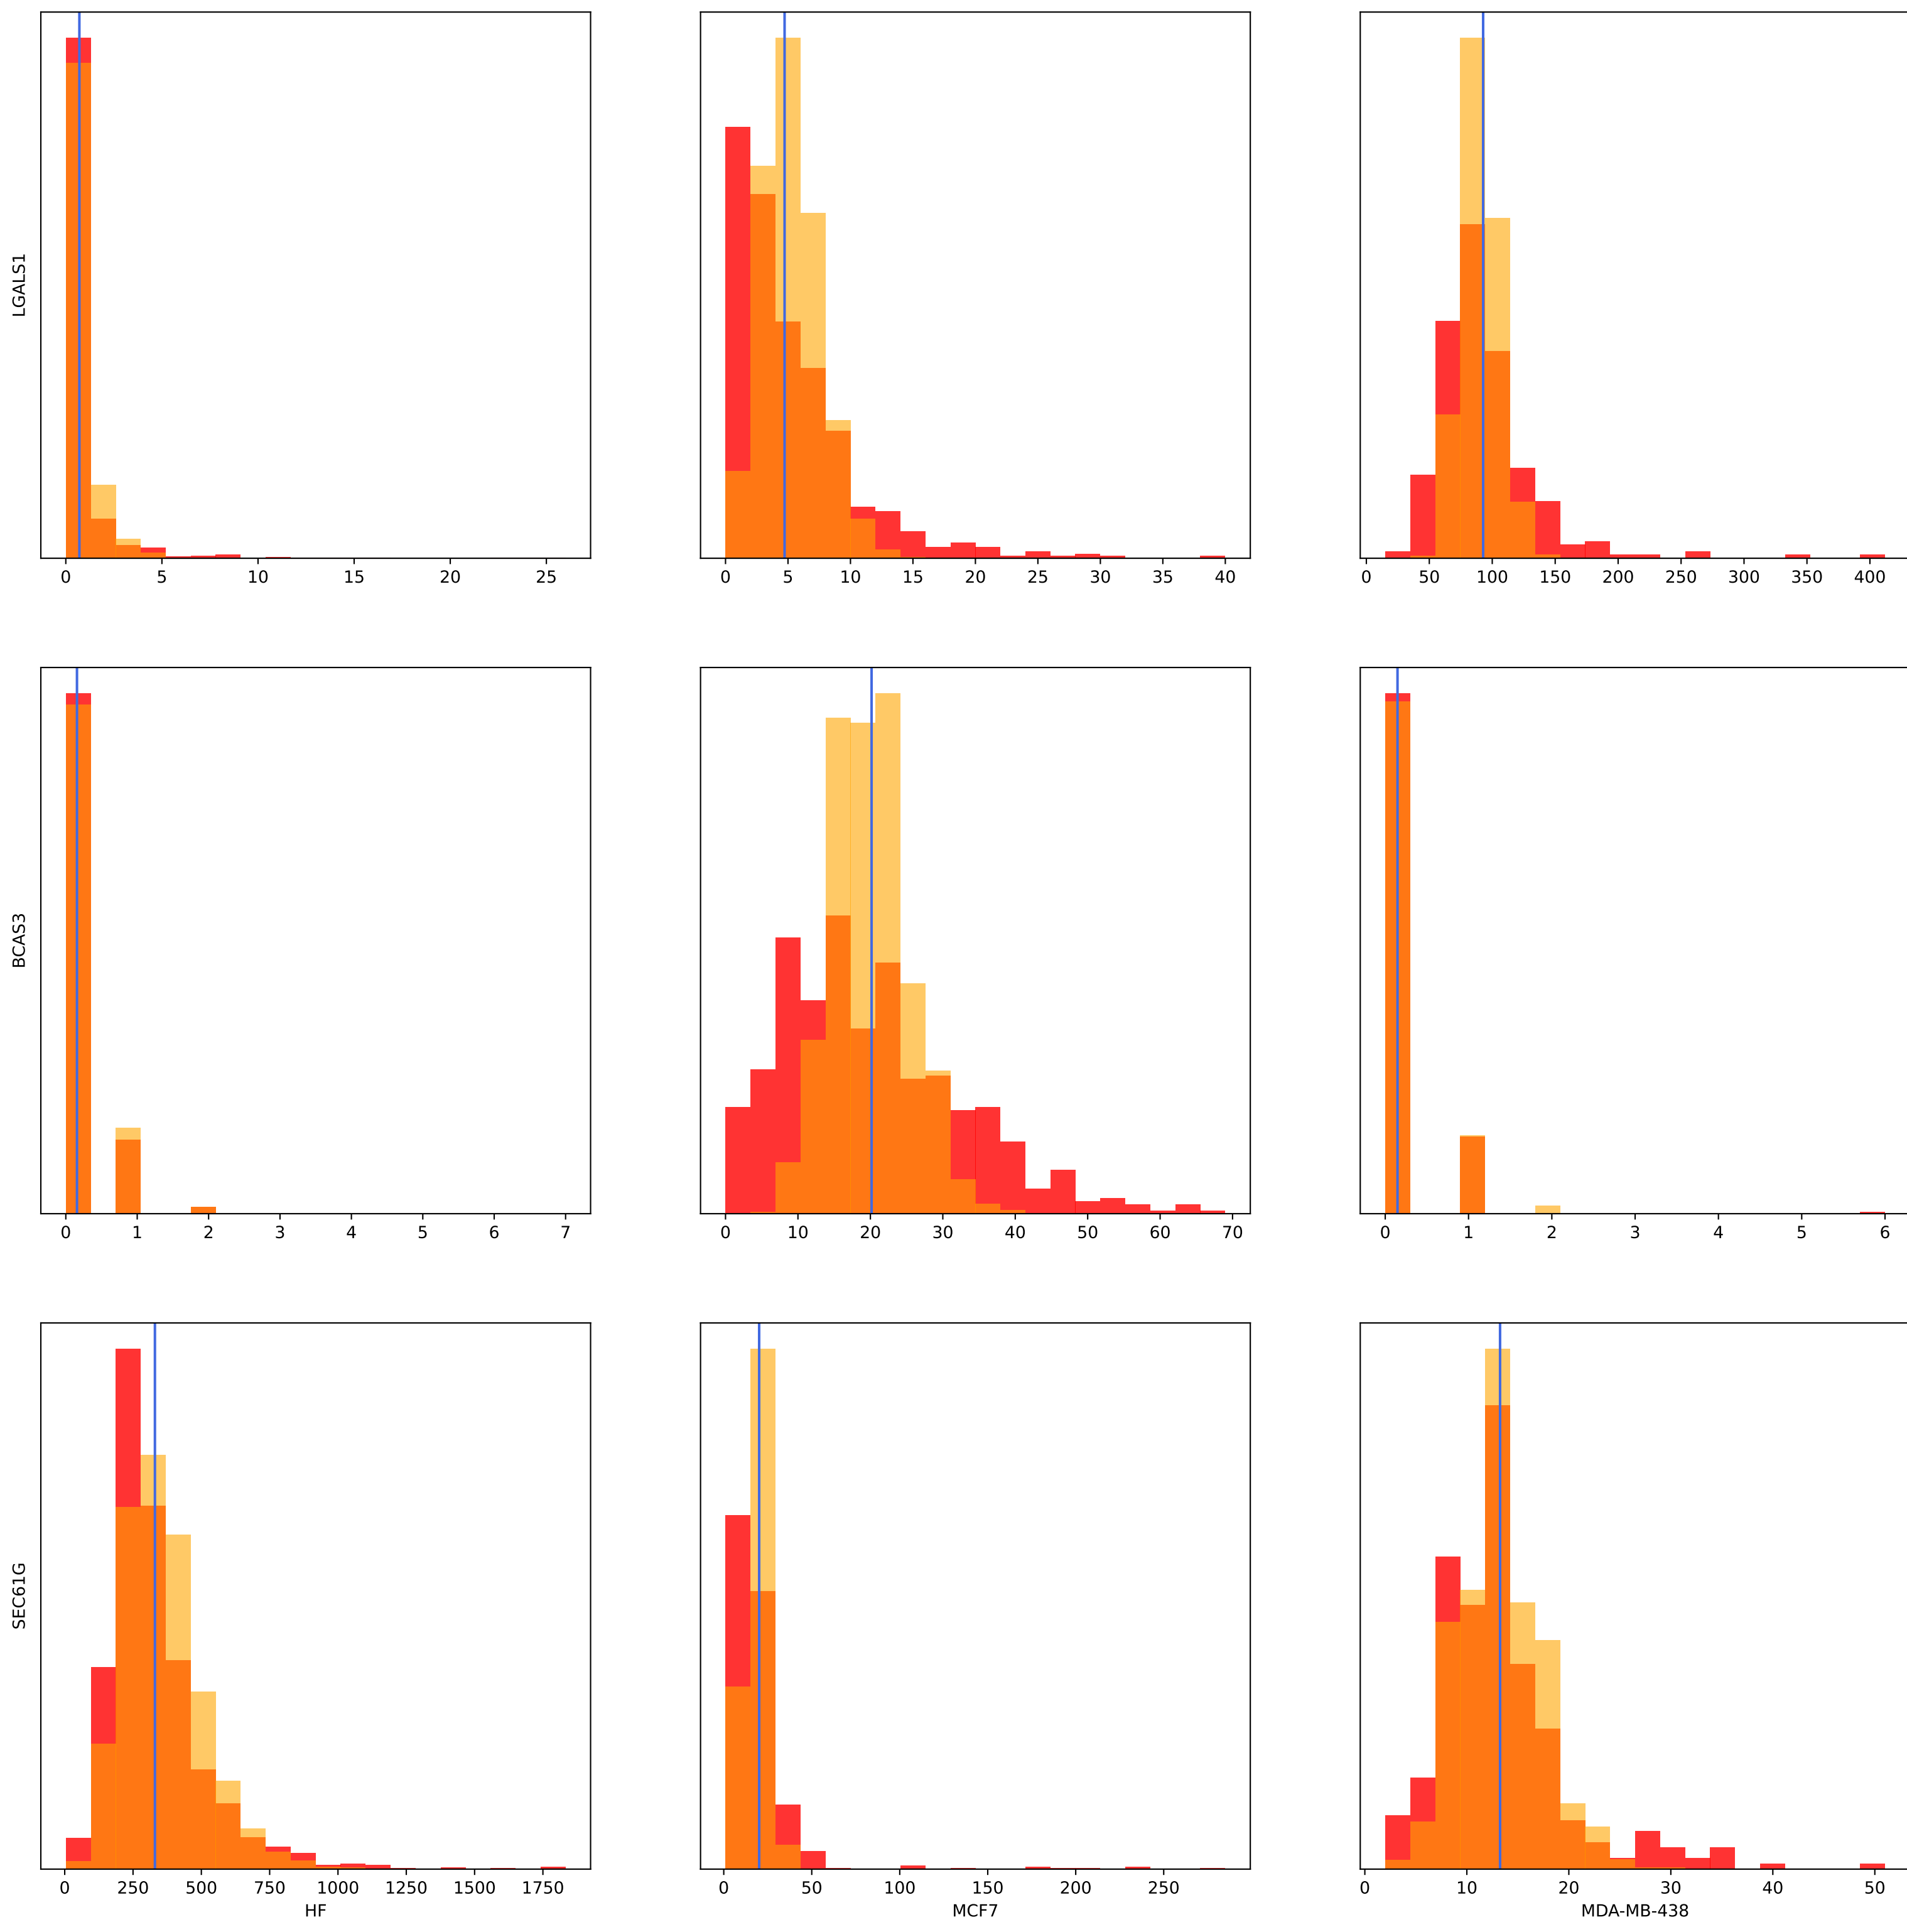 LGALS1
0 5 10 15 20 25
0 5 10 15 20 25 30 35 40
0 50 100 150 200 250 300 350 400
BCAS3
0 1 2 3 4 5 6 7
0 10 20 30 40 50 60 70
0 1 2 3 4 5 6
SEC61G
0 250 500 750 1000 1250 1500 1750
0 50 100 150 200 250
0 10 20 30 40 50
HF
MCF7
MDA-MB-438